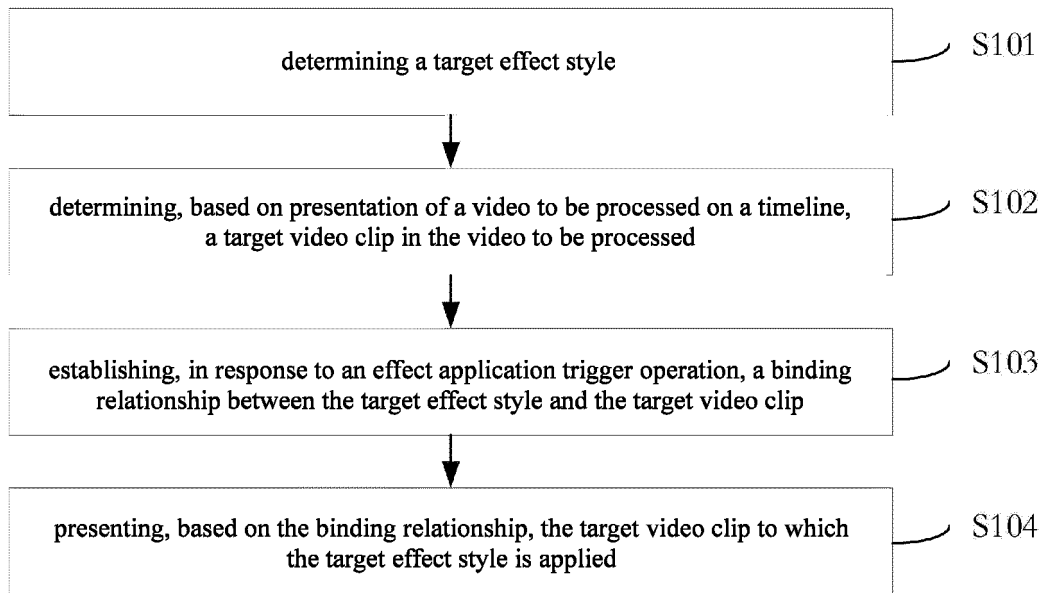 determining a target effect style
S101
determining, based on presentation of a video to be processed on a timeline,
a target video clip in the video to be processed
S102
establishing, in response to an effect application trigger operation, a binding
relationship between the target effect style and the target video clip
S103
presenting, based on the binding relationship, the target video clip to which
the target effect style is applied
S104